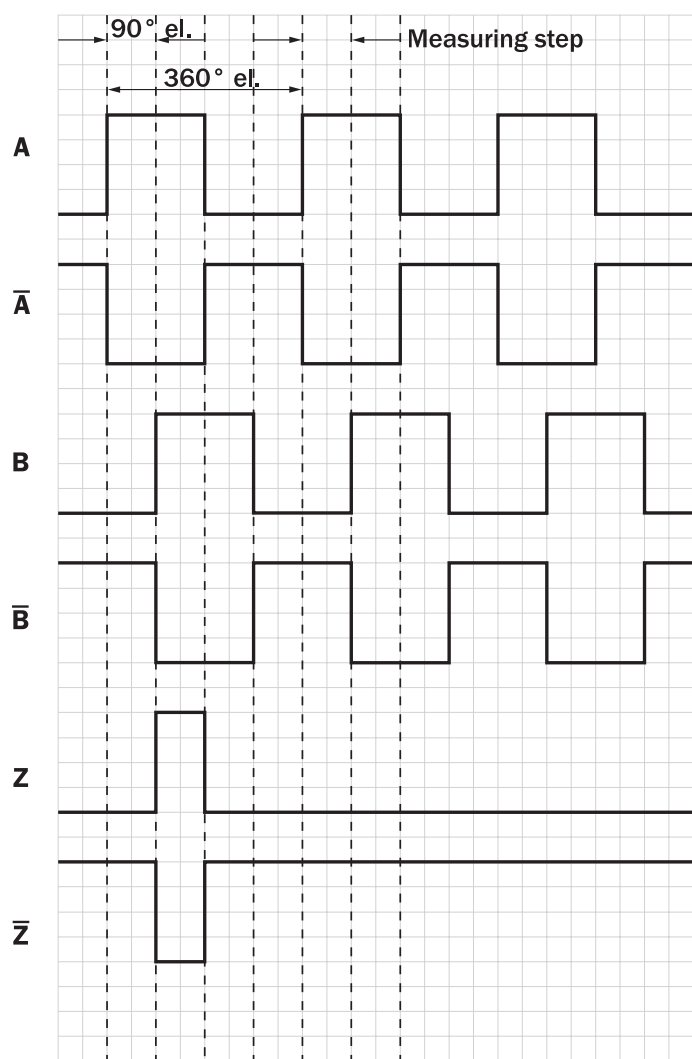 90° el.
Measuring step
360° el.
A
A̅
B
B̅
Z
Z̅